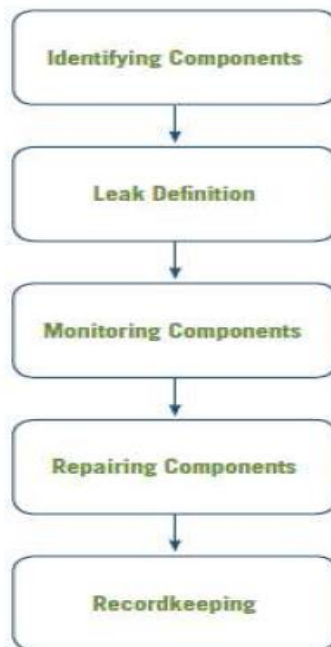 Identifying Components
Leak Definition
Monitoring Components
Repairing Components
Recordkeeping